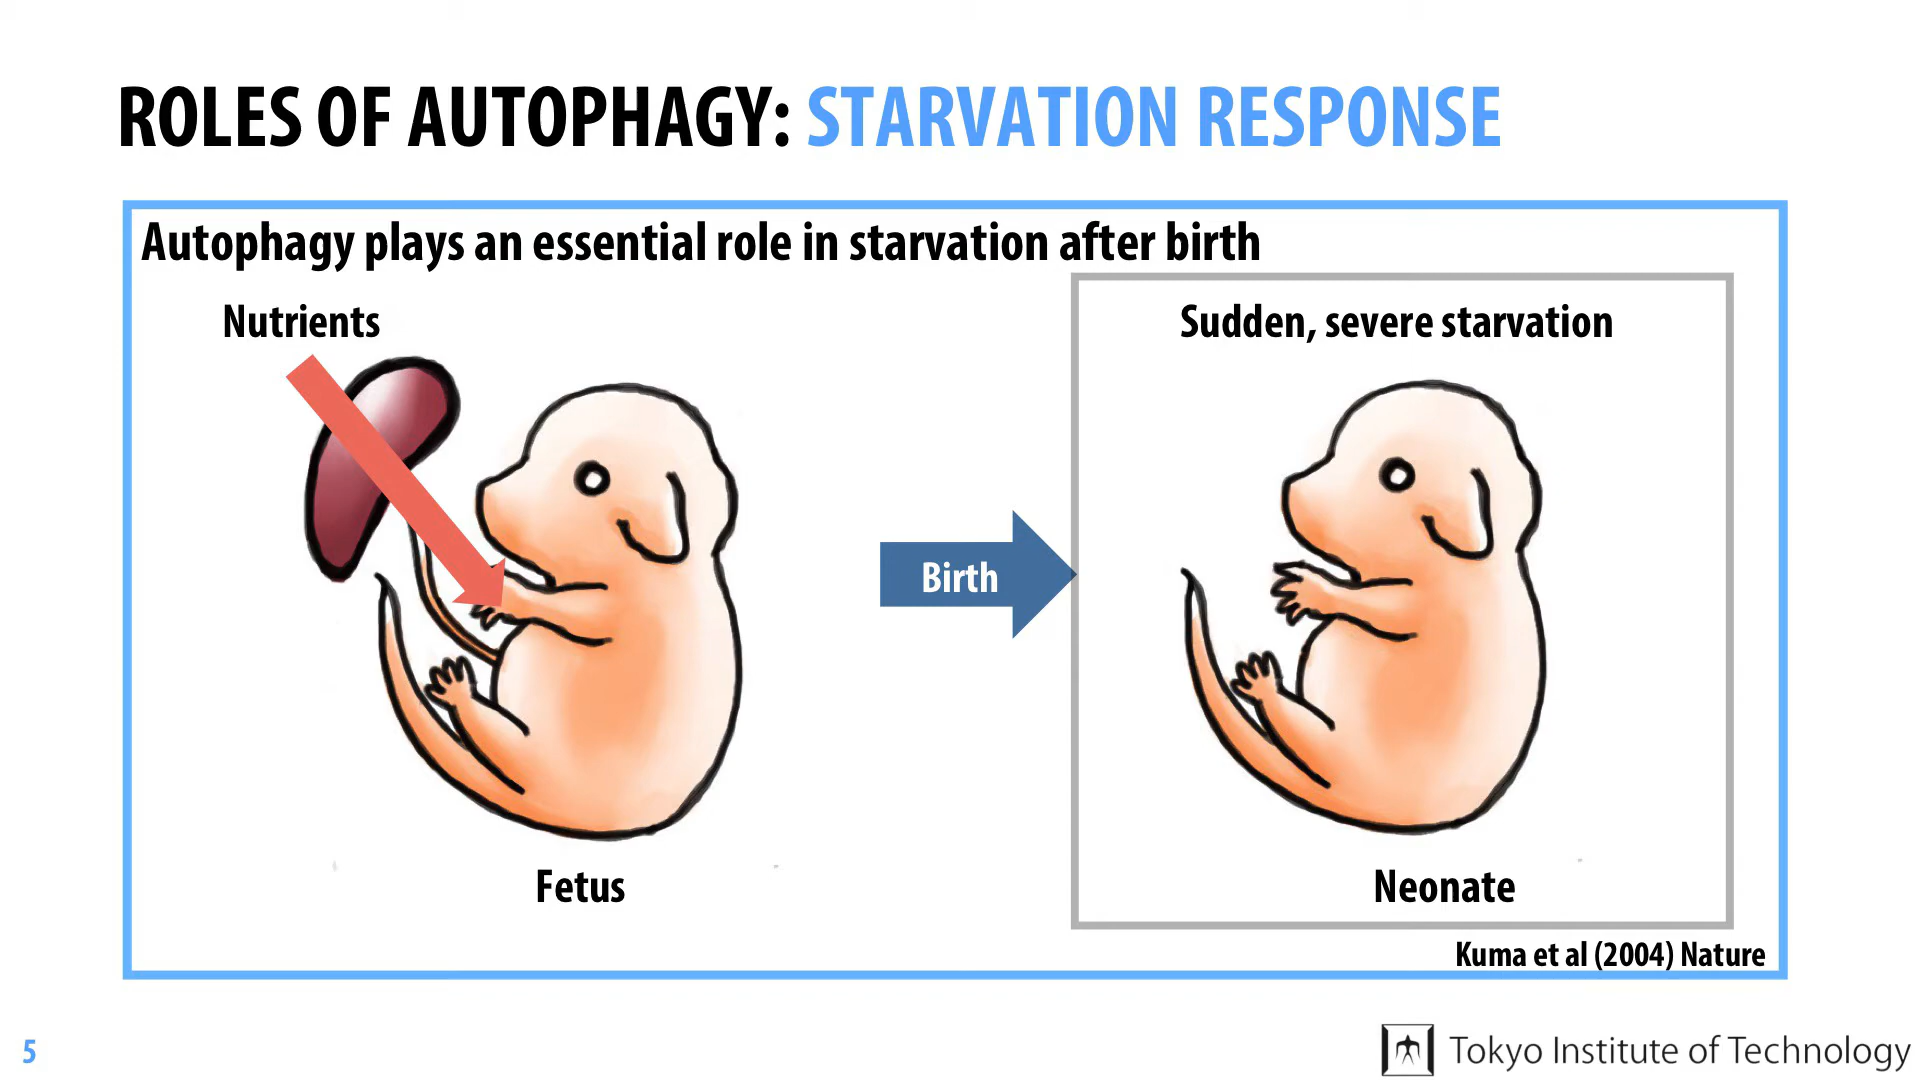 ROLES OF AUTOPHAGY: STARVATION RESPONSE
Autophagy plays an essential role in starvation after birth
Nutrients
Sudden, severe starvation
Birth
Fetus
Neonate
Kuma et al (2004) Nature
5
Tokyo Institute of Technology